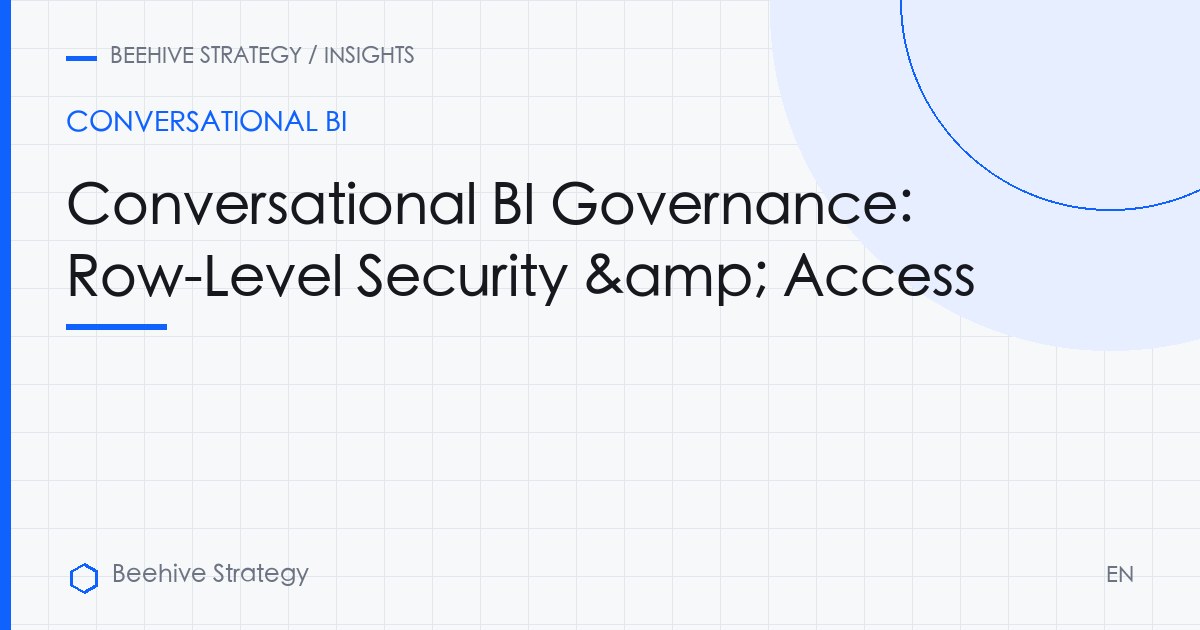 BEEHIVE STRATEGY / INSIGHTS
CONVERSATIONAL BI
Conversational BI Governance:
Row-Level Security &amp; Access
Beehive Strategy
EN